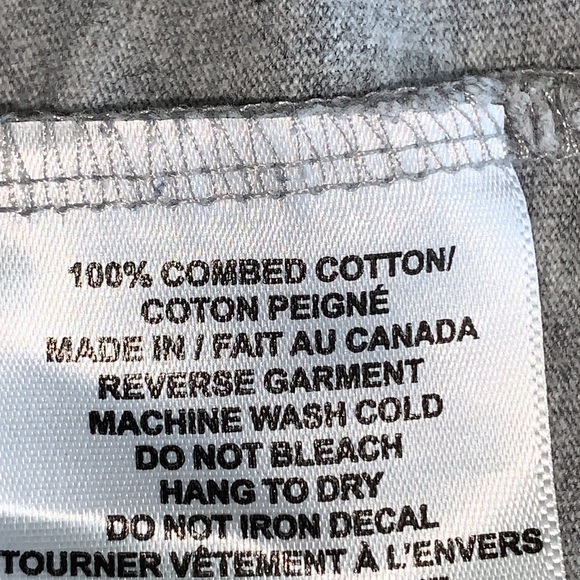 100% COMBED COTTON/
COTON PEIGNÉ
MADE IN / FAIT AU CANADA
REVERSE GARMENT
MACHINE WASH COLD
DO NOT BLEACH
HANG TO DRY
DO NOT IRON DECAL
TOURNER VÊTEMENT À L'ENVERS